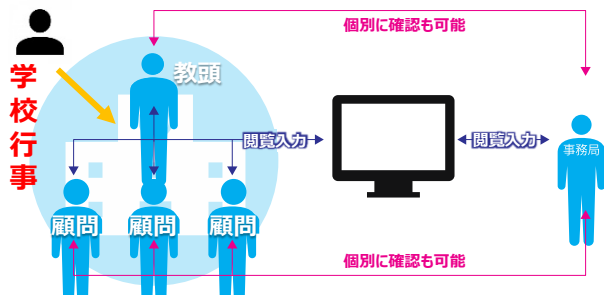 個別に確認も可能
学校行事
教頭
閲覧入力
閲覧入力
事務局
顧問
顧問
顧問
個別に確認も可能